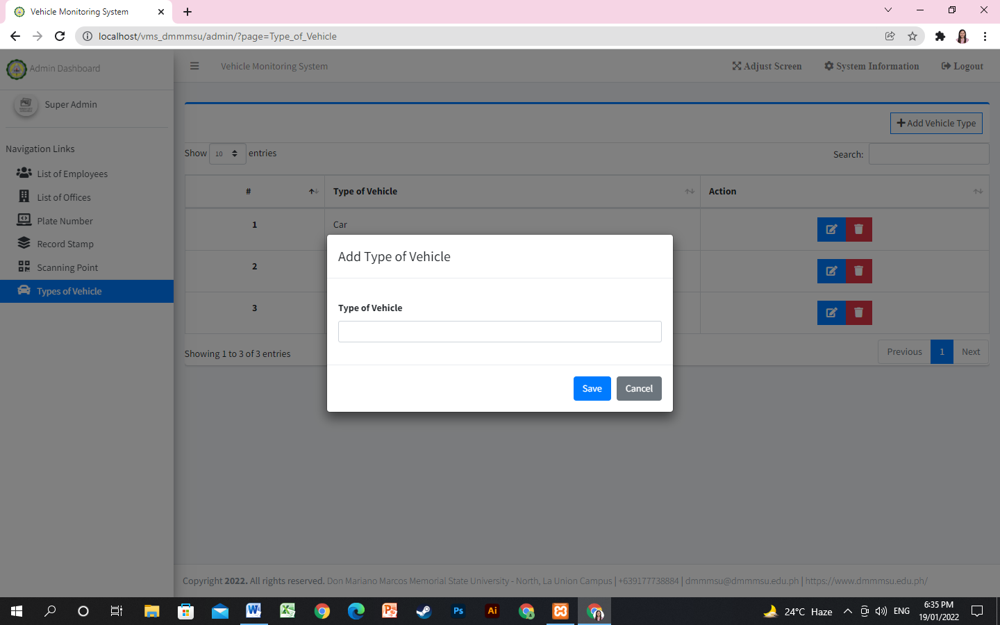 Vehicle Monitoring System
localhost/vms_dmmmsu/admin/?page=Type_of_Vehicle
Admin Dashboard
Vehicle Monitoring System
Adjust Screen
System Information
Logout
Super Admin
Navigation Links
List of Employees
List of Offices
Plate Number
Record Stamp
Scanning Point
Types of Vehicle
Add Vehicle Type
Show 10 entries
Search:
# Type of Vehicle Action
1 Car
2
3
Add Type of Vehicle
Type of Vehicle
Save Cancel
Showing 1 to 3 of 3 entries
Previous 1 Next
Copyright 2022. All rights reserved. Don Mariano Marcos Memorial State University - North, La Union Campus | +639177738884 | dmmmsu@dmmmsu.edu.ph | https://www.dmmmsu.edu.ph/
24°C Haze
ENG
6:35 PM
19/01/2022